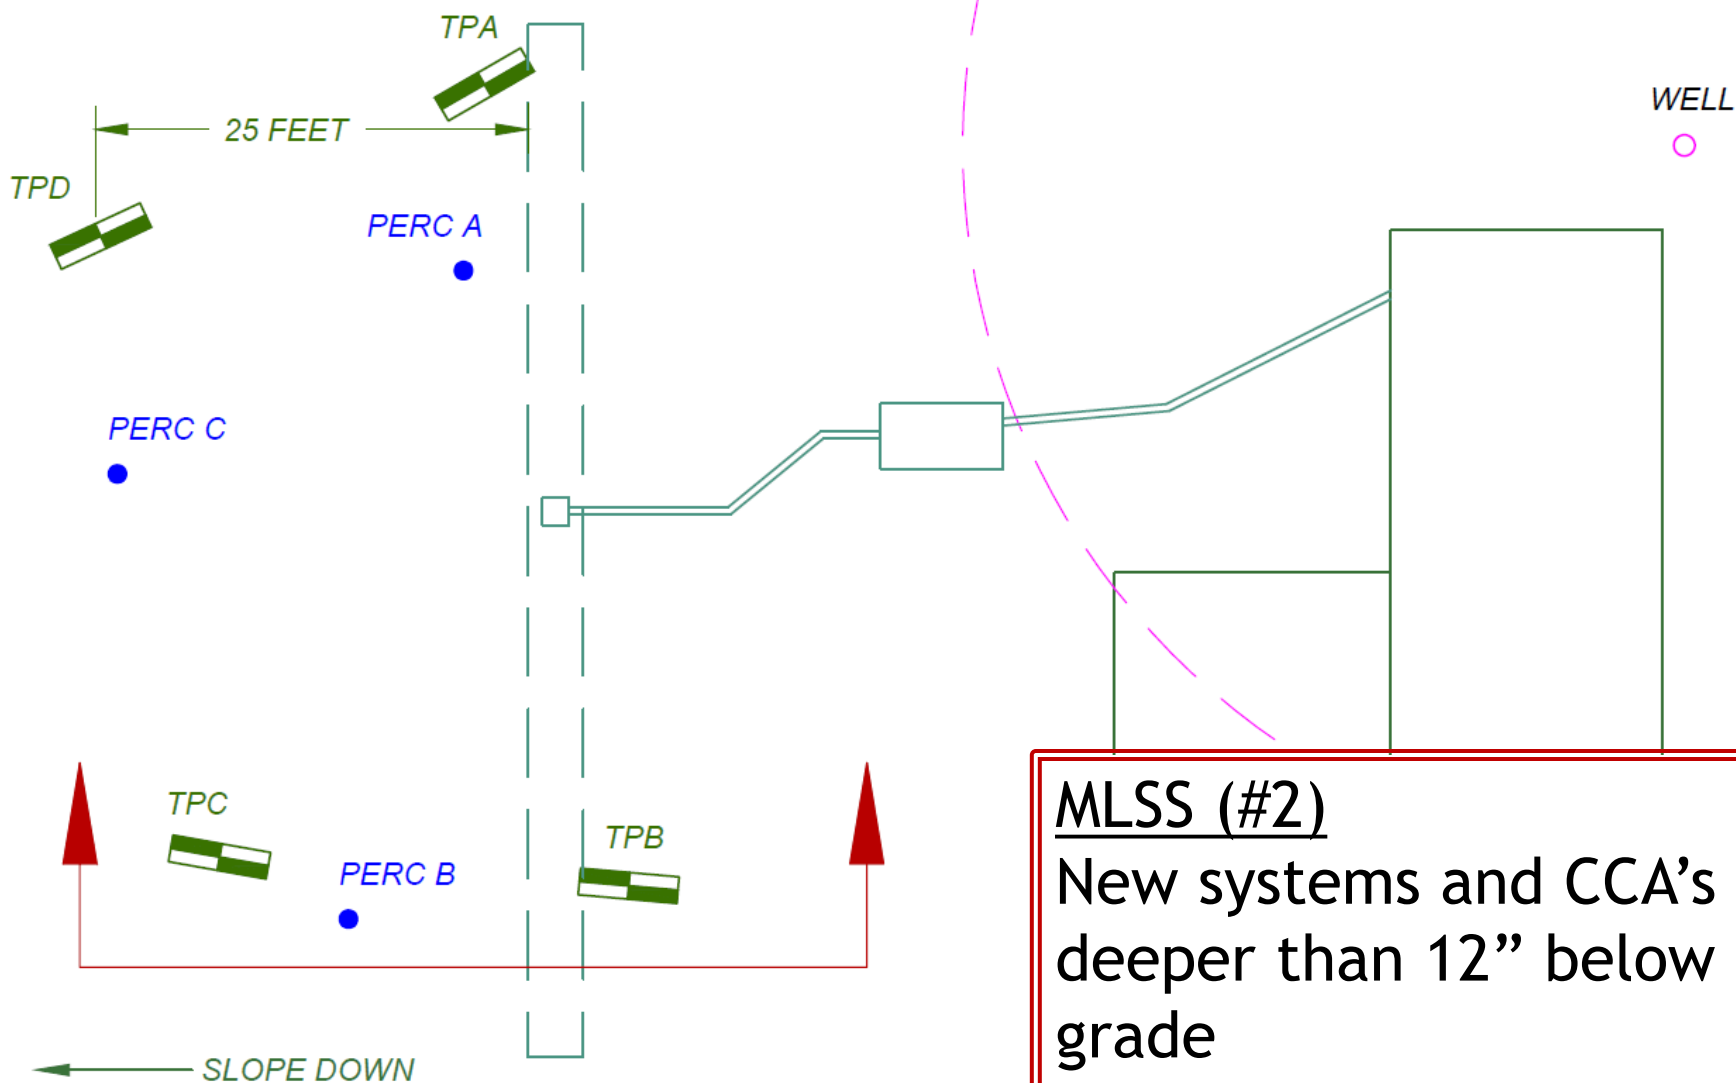 TPA
WELL
25 FEET
TPD
PERC A
PERC C
TPC
TPB
PERC B
SLOPE DOWN
MLSS (#2)
New systems and CCA’s
deeper than 12” below
grade